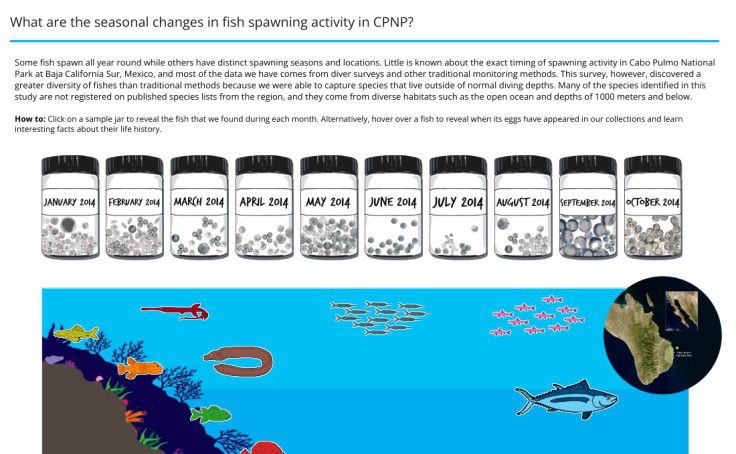 What are the seasonal changes in fish spawning activity in CPNP?
Some fish spawn all year round while others have distinct spawning seasons and locations. Little is known about the exact timing of spawning activity in Cabo Pulmo National
Park at Baja California Sur, Mexico, and most of the data we have comes from diver surveys and other traditional monitoring methods. This survey, however, discovered a
greater diversity of fishes than traditional methods because we were able to capture species that live outside of normal diving depths. Many of the species identified in this
study are not registered on published species lists from the region, and they come from diverse habitats such as the open ocean and depths of 1000 meters and below.
How to: Click on a sample jar to reveal the fish that we found during each month. Alternatively, hover over a fish to reveal when its eggs have appeared in our collections and learn
interesting facts about their life history.
JANUARY 2014 FEBRUARY 2014 MARCH 2014 APRIL 2014 MAY 2014 JUNE 2014 JULY 2014 AUGUST 2014 SEPTEMBER 2014 OCTOBER 2014